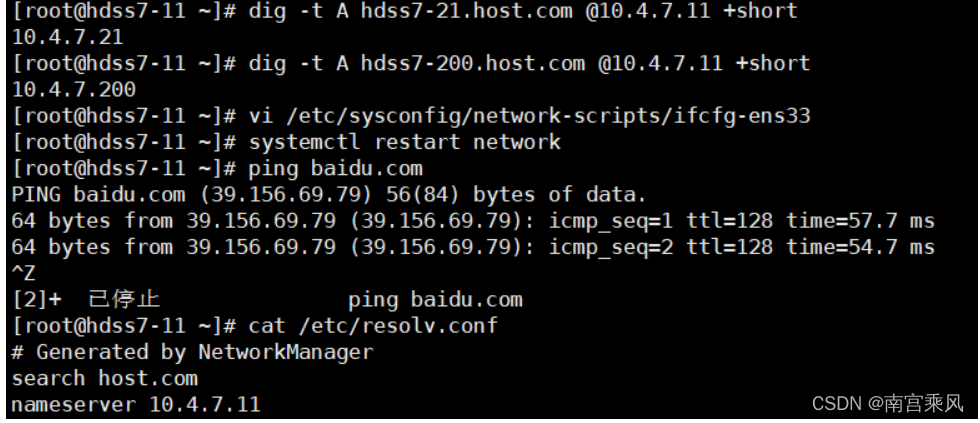 [root@hdss7-11 ~]# dig -t A hdss7-21.host.com @10.4.7.11 +short
10.4.7.21
[root@hdss7-11 ~]# dig -t A hdss7-200.host.com @10.4.7.11 +short
10.4.7.200
[root@hdss7-11 ~]# vi /etc/sysconfig/network-scripts/ifcfg-ens33
[root@hdss7-11 ~]# systemctl restart network
[root@hdss7-11 ~]# ping baidu.com
PING baidu.com (39.156.69.79) 56(84) bytes of data.
64 bytes from 39.156.69.79 (39.156.69.79): icmp_seq=1 ttl=128 time=57.7 ms
64 bytes from 39.156.69.79 (39.156.69.79): icmp_seq=2 ttl=128 time=54.7 ms
^Z
[2]+  已停止               ping baidu.com
[root@hdss7-11 ~]# cat /etc/resolv.conf
# Generated by NetworkManager
search host.com
nameserver 10.4.7.11
CSDN @南宫乘风